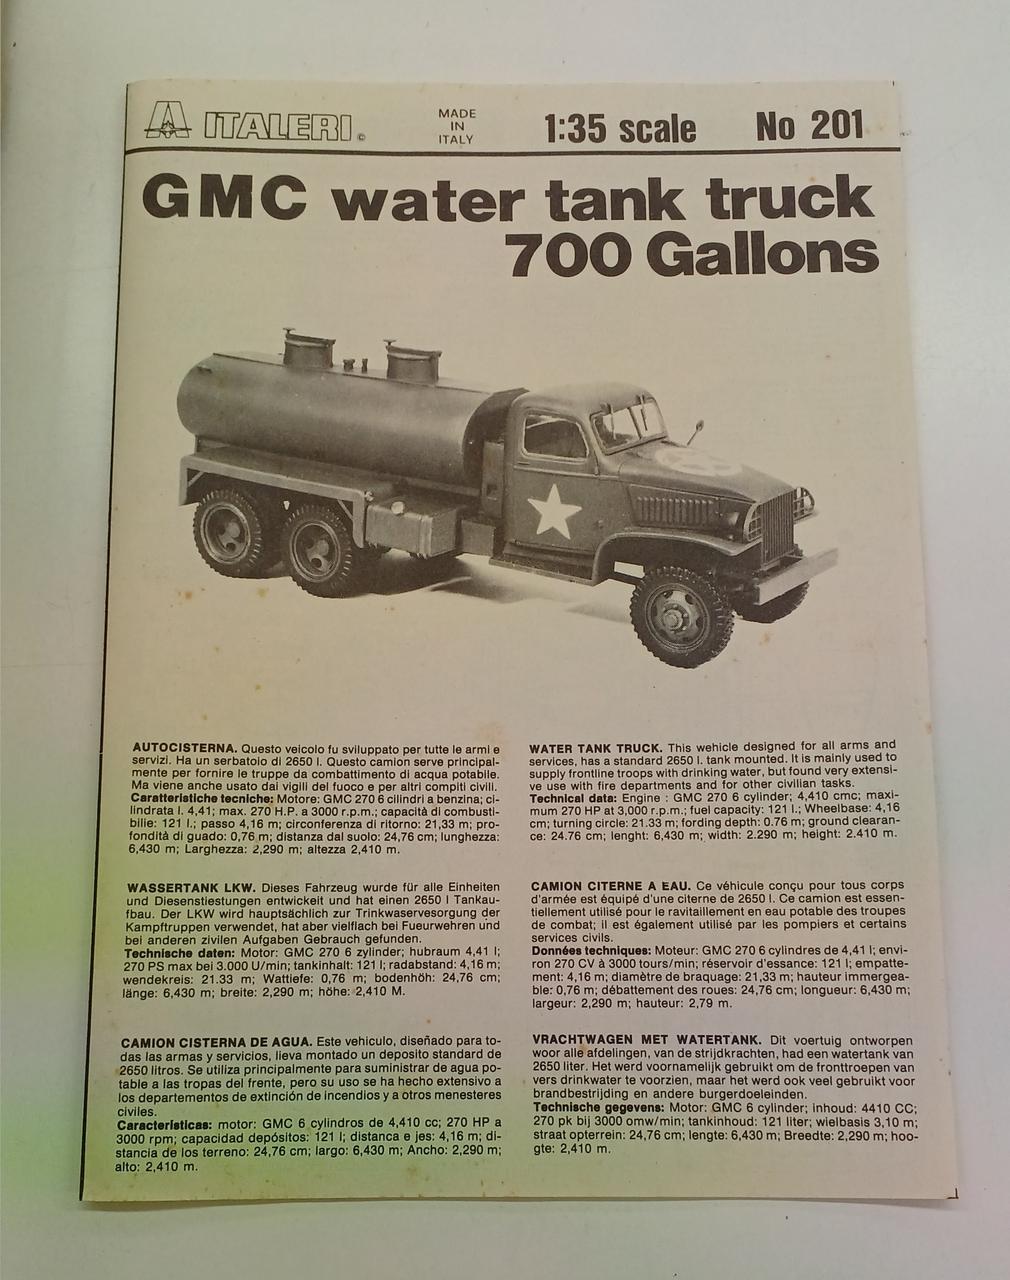 ITALERI ©
MADE
IN
ITALY
1:35 scale
No 201
GMC water tank truck
700 Gallons
AUTOCISTERNA. Questo veicolo fu sviluppato per tutte le armi e
servizi. Ha un serbatoio di 2650 l. Questo camion serve principal-
mente per fornire le truppe da combattimento di acqua potabile.
Ma viene anche usato dai vigili del fuoco e per altri compiti civili.
Caratteristiche tecniche: Motore: GMC 270 6 cilindri a benzina; ci-
lindrata l. 4,41; max. 270 H.P. a 3000 r.p.m.; capacità di combusti-
bilie: 121 l.; passo 4,16 m; circonferenza di ritorno: 21,33 m; pro-
fondità di guado: 0,76 m; distanza dal suolo: 24,76 cm; lunghezza:
6,430 m; Larghezza: 2,290 m; altezza 2,410 m.
WATER TANK TRUCK. This wehicle designed for all arms and
services, has a standard 2650 l. tank mounted. It is mainly used to
supply frontline troops with drinking water, but found very extensi-
ve use with fire departments and for other civilian tasks.
Technical data: Engine : GMC 270 6 cylinder; 4,410 cmc; maxi-
mum 270 HP at 3,000 r.p.m.; fuel capacity: 121 l.; Wheelbase: 4,16
cm; turning circle: 21.33 m; fording depth: 0.76 m; ground clearan-
ce: 24.76 cm; lenght: 6,430 m; width: 2.290 m; height: 2.410 m.
WASSERTANK LKW. Dieses Fahrzeug wurde für alle Einheiten
und Diesenstiestungen entwickelt und hat einen 2650 l Tankau-
fbau. Der LKW wird hauptsächlich zur Trinkwasservesorgung der
Kampftruppen verwendet, hat aber vielflach bei Fueurwehren und
bei anderen zivilen Aufgaben Gebrauch gefunden.
Technische daten: Motor: GMC 270 6 zylinder; hubraum 4,41 l;
270 PS max bei 3.000 U/min; tankinhalt: 121 l; radabstand: 4,16 m;
wendekreis: 21.33 m; Wattiefe: 0,76 m; bodenhöh: 24,76 cm;
länge: 6,430 m; breite: 2,290 m; höhe: 2,410 M.
CAMION CITERNE A EAU. Ce véhicule conçu pour tous corps
d'armée est équipé d'une citerne de 2650 l. Ce camion est essen-
tiellement utilisé pour le ravitaillement en eau potable des troupes
de combat; il est également utilisé par les pompiers et certains
services civils.
Données techniques: Moteur: GMC 270 6 cylindres de 4,41 l; envi-
ron 270 CV à 3000 tours/min; réservoir d'essance: 121 l; empatte-
ment: 4,16 m; diamètre de braquage: 21,33 m; hauteur immergea-
ble: 0,76 m; débattement des roues: 24,76 cm; longueur: 6,430 m;
largeur: 2,290 m; hauteur: 2,79 m.
CAMION CISTERNA DE AGUA. Este vehiculo, diseñado para to-
das las armas y servicios, lieva montado un deposito standard de
2650 litros. Se utiliza principalmente para suministrar de agua po-
table a las tropas del frente, pero su uso se ha hecho extensivo a
los departementos de extinción de incendios y a otros menesteres
civiles.
Caracteristicas: motor: GMC 6 cylindros de 4,410 cc; 270 HP a
3000 rpm; capacidad depósitos: 121 l; distanca e jes: 4,16 m; di-
stancia de los terreno: 24,76 cm; largo: 6,430 m; Ancho: 2,290 m;
alto: 2,410 m.
VRACHTWAGEN MET WATERTANK. Dit voertuig ontworpen
woor alle afdelingen, van de strijdkrachten, had een watertank van
2650 liter. Het werd voornamelijk gebruikt om de fronttroepen van
vers drinkwater te voorzien, maar het werd ook veel gebruikt voor
brandbestrijding en andere burgerdoeleinden.
Technische gegevens: Motor: GMC 6 cylinder; inhoud: 4410 CC;
270 pk bij 3000 omw/min; tankinhoud: 121 liter; wielbasis 3,10 m;
straat opterrein: 24,76 cm; lengte: 6,430 m; Breedte: 2,290 m; hoo-
gte: 2,410 m.